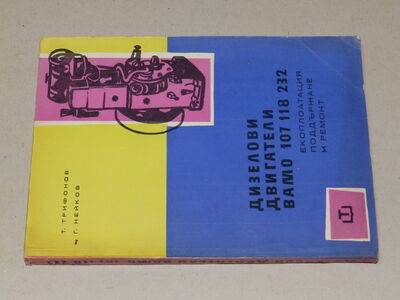 Т. ТРИФОНОВ
Г. НЕЙКОВ
ДИЗЕЛОВИ
ДВИГАТЕЛИ
ВАМО 107 118 232
ЕКСПЛОАТАЦИЯ
ПОДДЪРЖАНЕ
И РЕМОНТ